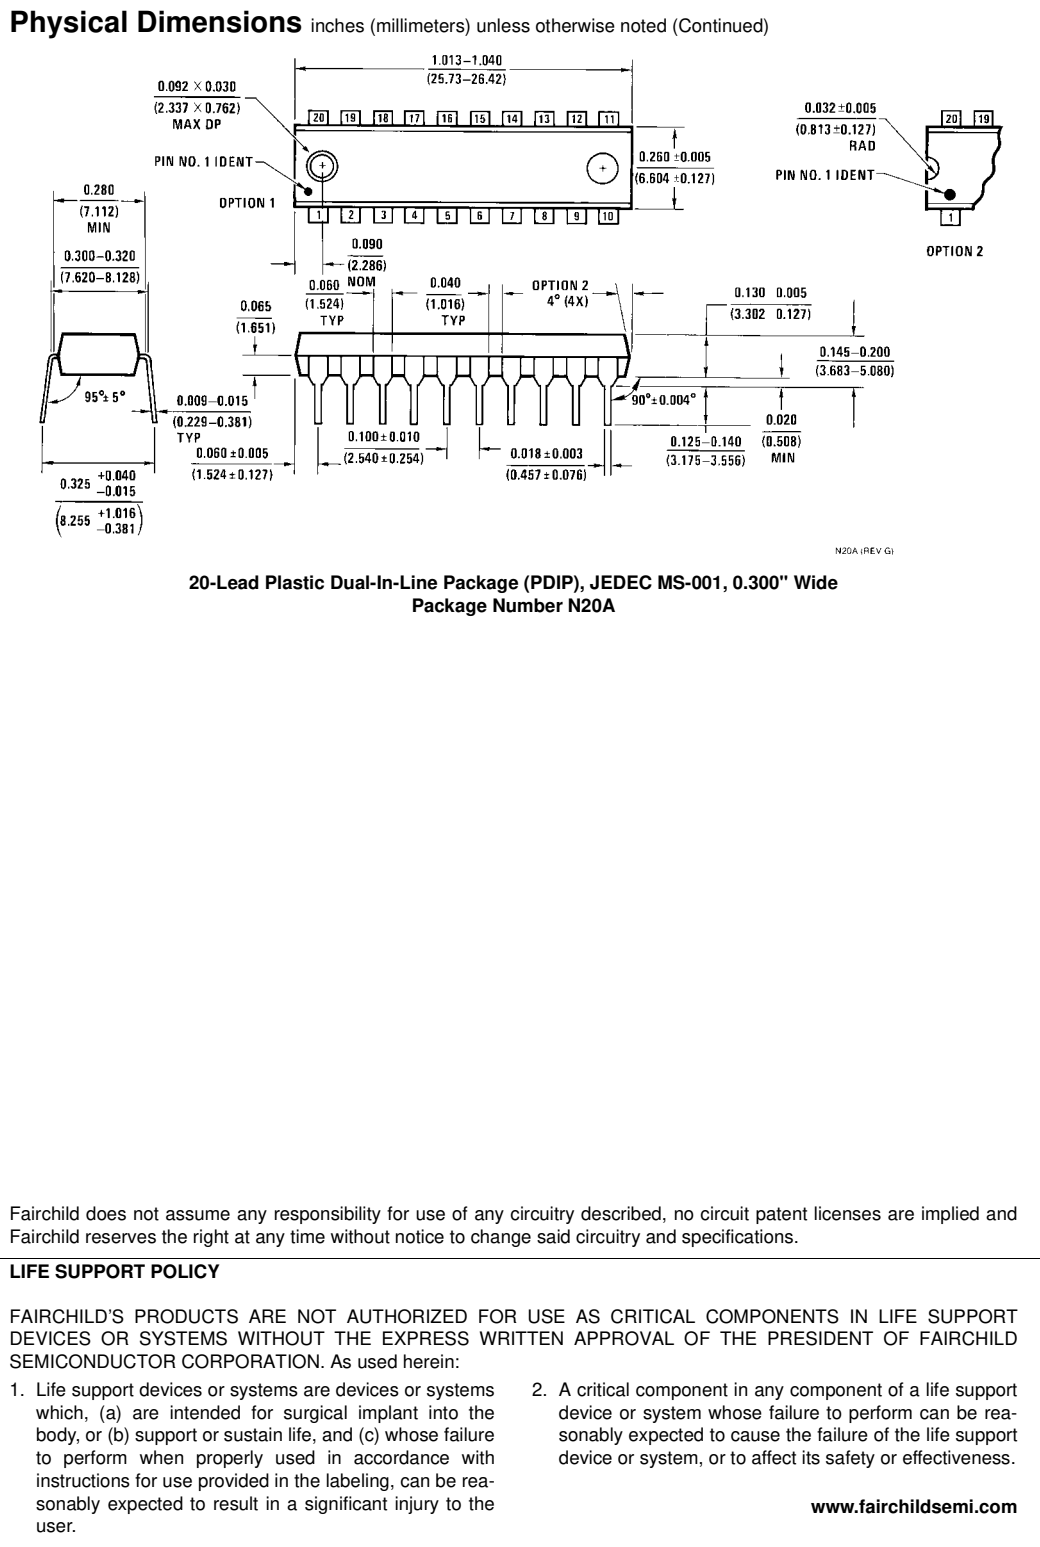 Physical Dimensions inches (millimeters) unless otherwise noted (Continued)
1.013–1.040
(25.73–26.42)
0.092 × 0.030
(2.337 × 0.762)
MAX DP
PIN NO. 1 IDENT
OPTION 1
20 19 18 17 16 15 14 13 12 11
1 2 3 4 5 6 7 8 9 10
0.260 ±0.005
(6.604 ±0.127)
0.032 ±0.005
(0.813 ±0.127)
RAD
PIN NO. 1 IDENT
20 19
1
OPTION 2
0.280
(7.112)
MIN
0.300–0.320
(7.620–8.128)
0.090
(2.286)
NOM
0.060
(1.524)
TYP
0.040
(1.016)
TYP
OPTION 2
4° (4X)
0.065
(1.651)
0.130 0.005
(3.302 0.127)
0.145–0.200
(3.683–5.080)
95°± 5°
0.009–0.015
(0.229–0.381)
TYP
90°±0.004°
0.020
(0.508)
MIN
0.125–0.140
(3.175–3.556)
0.100±0.010
(2.540±0.254)
0.018±0.003
(0.457±0.076)
0.060 ±0.005
(1.524 ±0.127)
0.325 +0.040
–0.015
(8.255 +1.016
–0.381)
N20A (REV G)
20-Lead Plastic Dual-In-Line Package (PDIP), JEDEC MS-001, 0.300" Wide
Package Number N20A
Fairchild does not assume any responsibility for use of any circuitry described, no circuit patent licenses are implied and
Fairchild reserves the right at any time without notice to change said circuitry and specifications.
LIFE SUPPORT POLICY
FAIRCHILD'S PRODUCTS ARE NOT AUTHORIZED FOR USE AS CRITICAL COMPONENTS IN LIFE SUPPORT
DEVICES OR SYSTEMS WITHOUT THE EXPRESS WRITTEN APPROVAL OF THE PRESIDENT OF FAIRCHILD
SEMICONDUCTOR CORPORATION. As used herein:
1. Life support devices or systems are devices or systems
which, (a) are intended for surgical implant into the
body, or (b) support or sustain life, and (c) whose failure
to perform when properly used in accordance with
instructions for use provided in the labeling, can be rea-
sonably expected to result in a significant injury to the
user.
2. A critical component in any component of a life support
device or system whose failure to perform can be rea-
sonably expected to cause the failure of the life support
device or system, or to affect its safety or effectiveness.
www.fairchildsemi.com